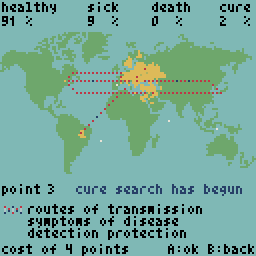 healthy sick death cure
91 % 9 % 0 % 2 %
point 3 cure search has begun
routes of transmission
symptoms of disease
detection protection
cost of 4 points A:ok B:back